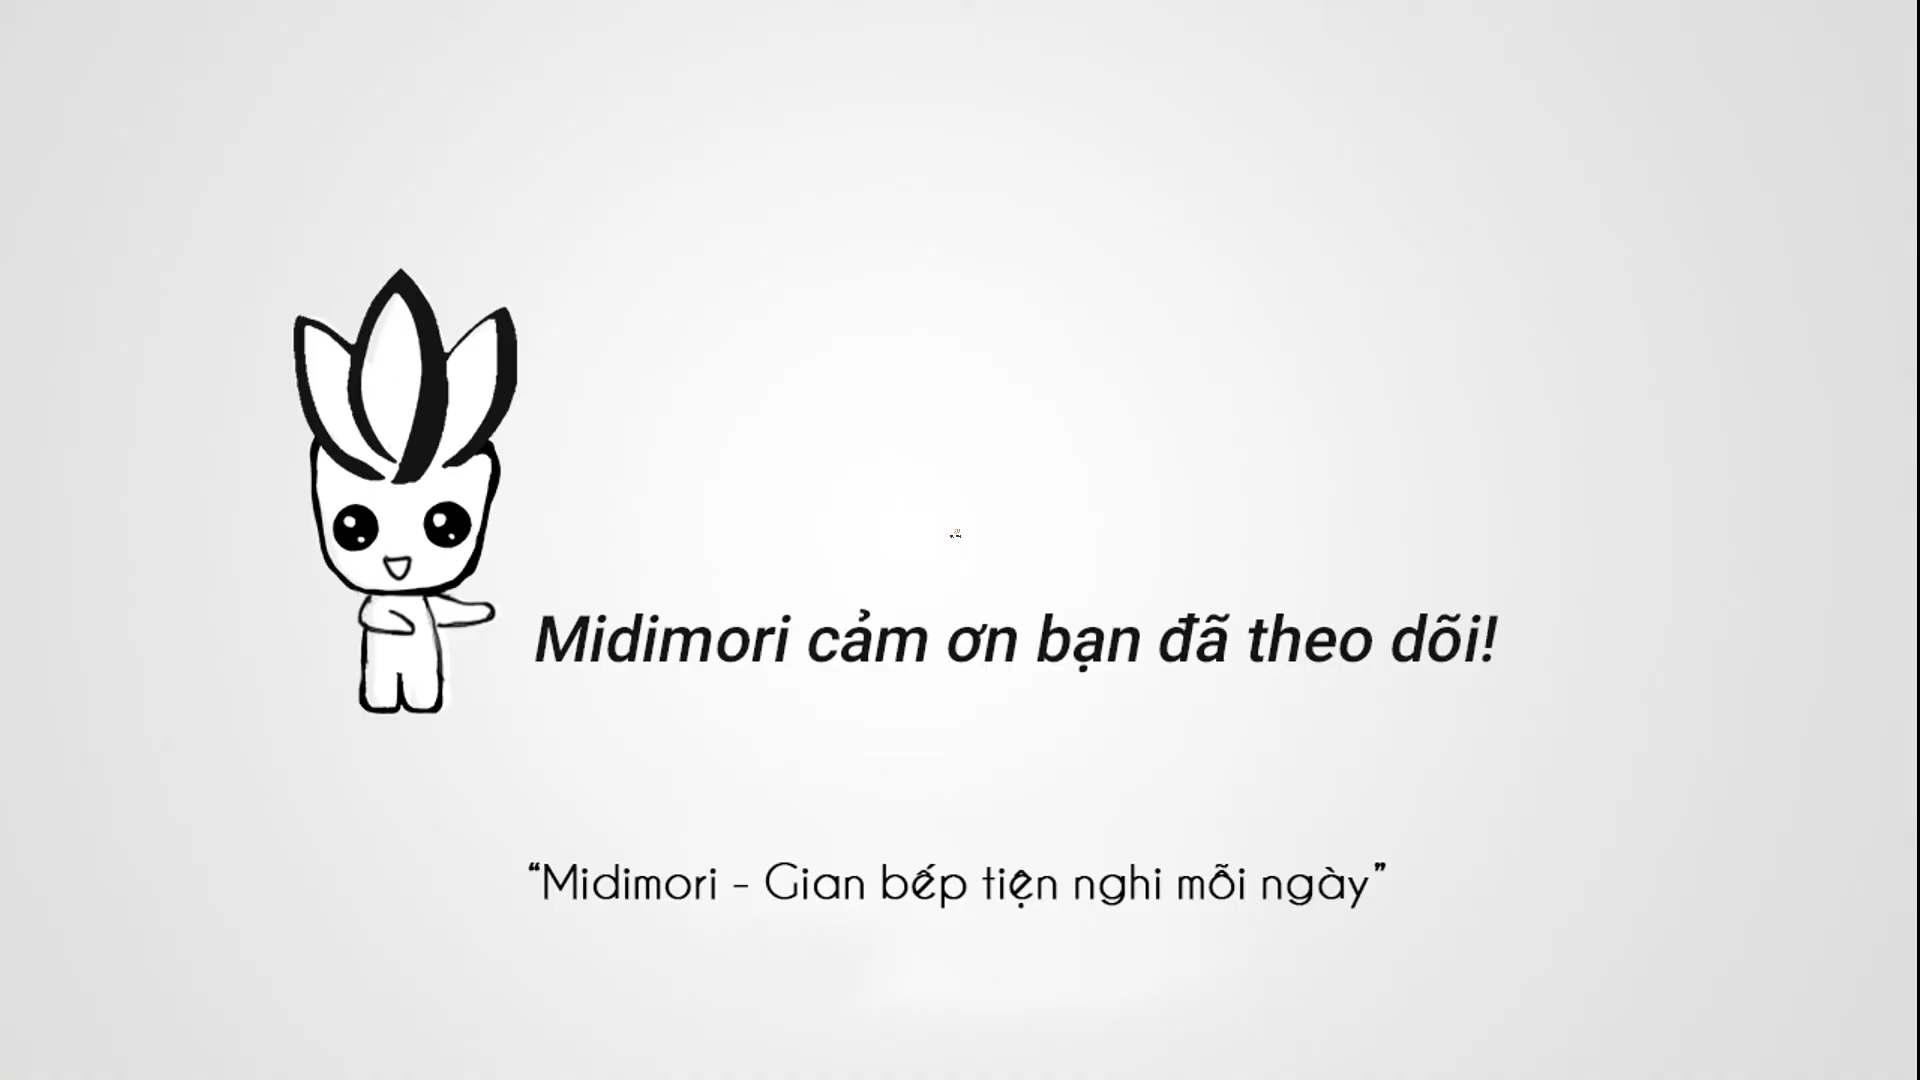 Midimori cảm ơn bạn đã theo dõi!
“Midimori - Gian bếp tiện nghi mỗi ngày”